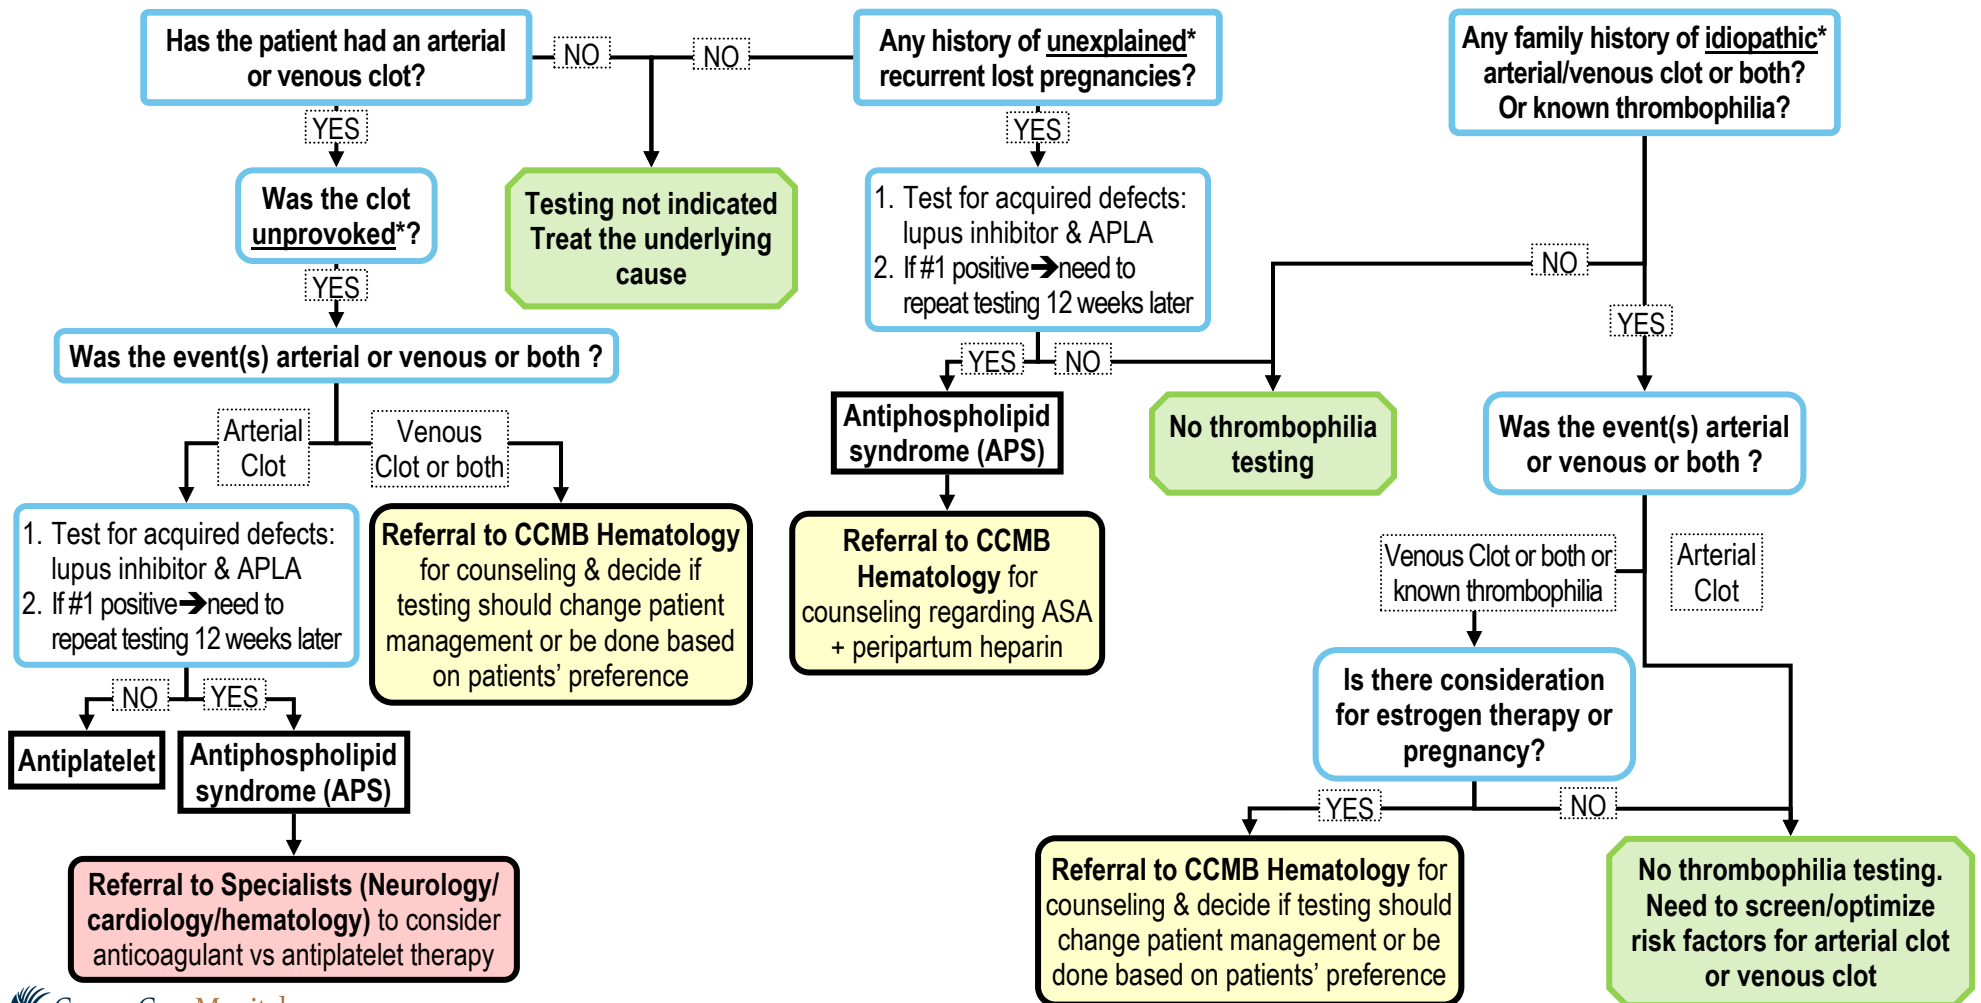 Has the patient had an arterial
or venous clot?
NO
NO
Any history of unexplained*
recurrent lost pregnancies?
Any family history of idiopathic*
arterial/venous clot or both?
Or known thrombophilia?
YES
YES
Was the clot
unprovoked*?
Testing not indicated
Treat the underlying
cause
1. Test for acquired defects:
lupus inhibitor & APLA
2. If #1 positive➔need to
repeat testing 12 weeks later
NO
YES
YES
Was the event(s) arterial or venous or both ?
YES
NO
Arterial
Clot
Venous
Clot or both
Antiphospholipid
syndrome (APS)
No thrombophilia
testing
Was the event(s) arterial
or venous or both ?
1. Test for acquired defects:
lupus inhibitor & APLA
2. If #1 positive➔need to
repeat testing 12 weeks later
Referral to CCMB Hematology
for counseling & decide if
testing should change patient
management or be done based
on patients’ preference
Referral to CCMB
Hematology for
counseling regarding ASA
+ peripartum heparin
Venous Clot or both or
known thrombophilia
Arterial
Clot
NO
YES
Is there consideration
for estrogen therapy or
pregnancy?
Antiplatelet
Antiphospholipid
syndrome (APS)
YES
NO
Referral to Specialists (Neurology/
cardiology/hematology) to consider
anticoagulant vs antiplatelet therapy
Referral to CCMB Hematology for
counseling & decide if testing should
change patient management or be
done based on patients’ preference
No thrombophilia testing.
Need to screen/optimize
risk factors for arterial clot
or venous clot